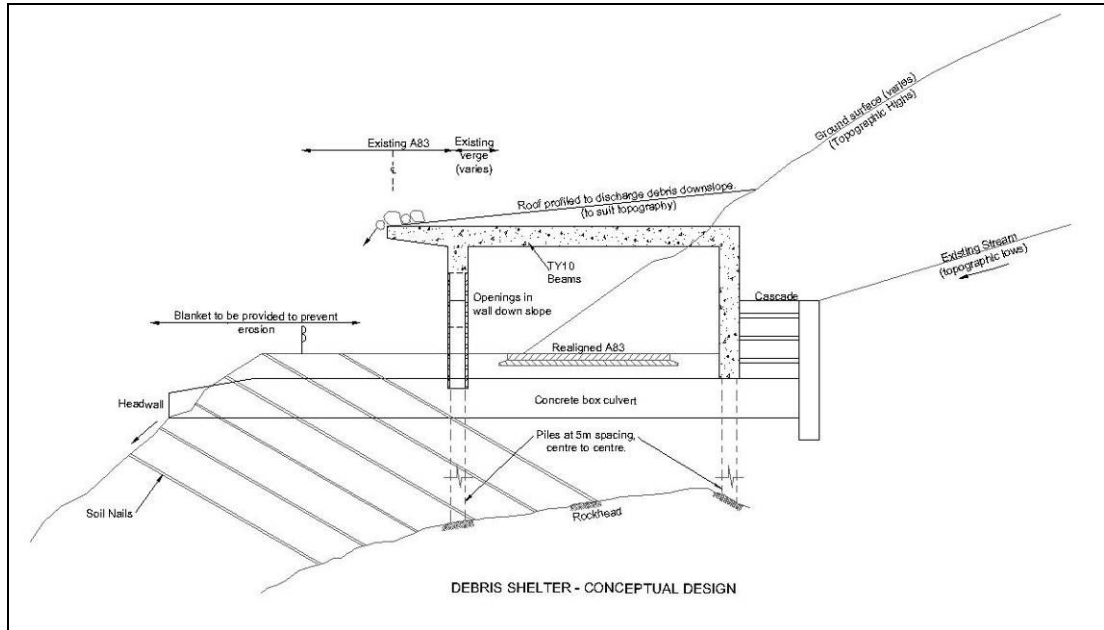 Ground surface (varies)
(Topographic Highs)
Existing A83
Existing
verge
(varies)
Roof profiled to discharge debris downslope.
(to suit topography)
Existing Stream
(topographic lows)
TY10
Beams
Cascade
Openings in
wall down slope
Blanket to be provided to prevent
erosion
Realigned A83
Headwall
Concrete box culvert
Piles at 5m spacing,
centre to centre.
Soil Nails
Rockhead
DEBRIS SHELTER - CONCEPTUAL DESIGN